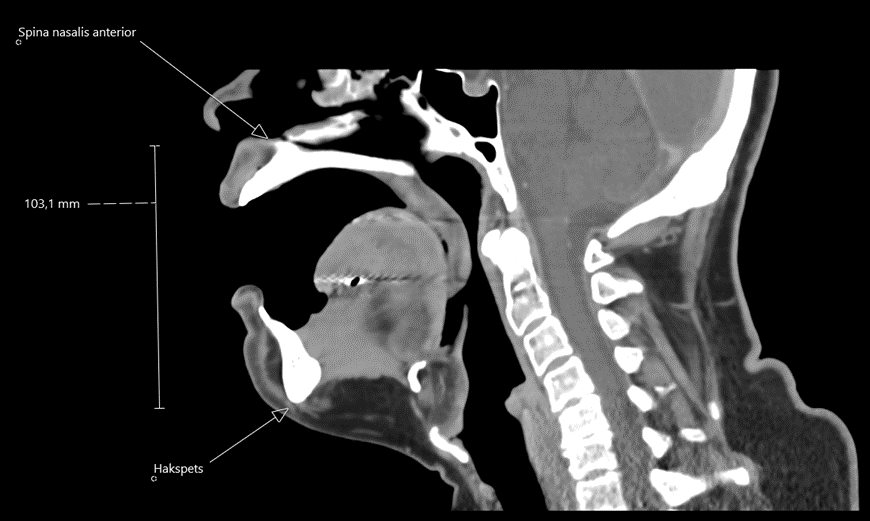 Spina nasalis anterior
103,1 mm
Hakspets